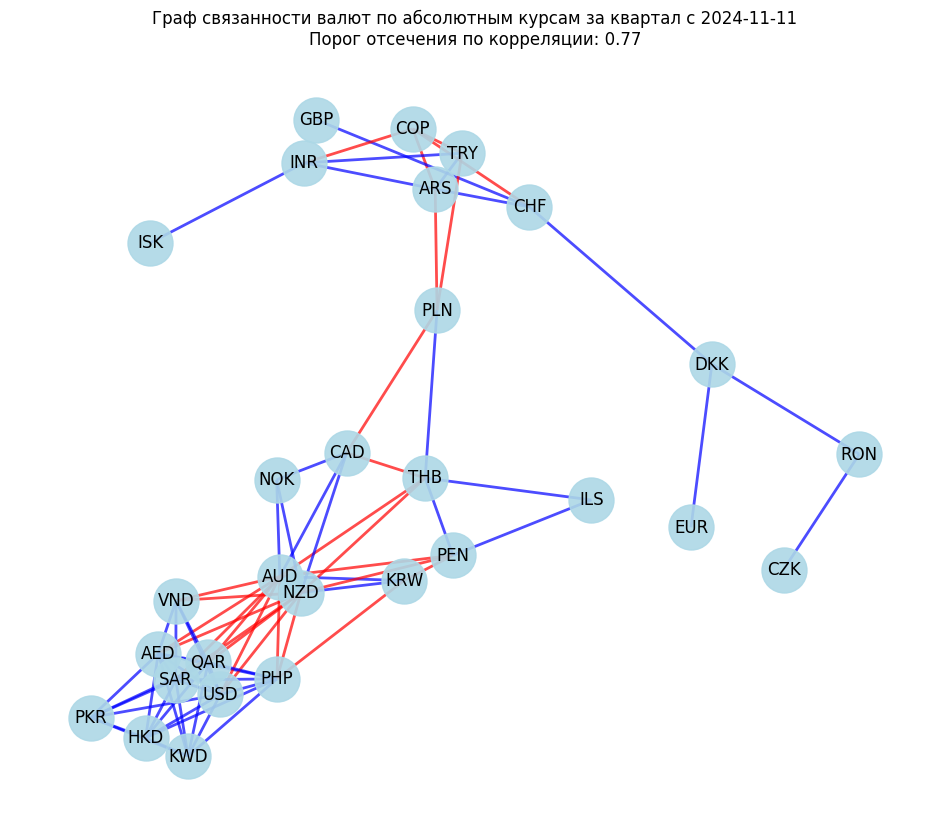 Граф связанности валют по абсолютным курсам за квартал с 2024-11-11
Порог отсечения по корреляции: 0.77
GBP
COP
TRY
INR
ARS
CHF
ISK
PLN
DKK
CAD
RON
THB
NOK
ILS
EUR
PEN
CZK
AUD
KRW
NZD
VND
AED
QAR
SAR
PHP
USD
PKR
HKD
KWD